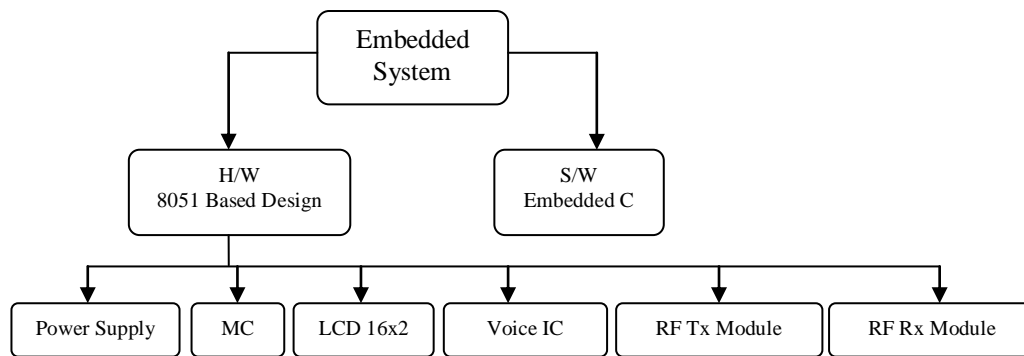 Embedded
System
H/W
8051 Based Design
S/W
Embedded C
Power Supply
MC
LCD 16x2
Voice IC
RF Tx Module
RF Rx Module